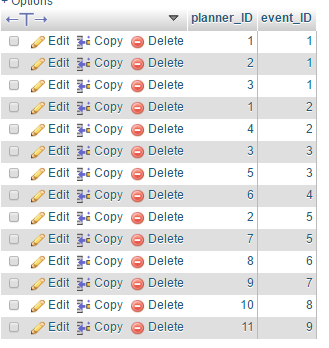 + Options
←T→ planner_ID event_ID
Edit Copy Delete 1 1
Edit Copy Delete 2 1
Edit Copy Delete 3 1
Edit Copy Delete 1 2
Edit Copy Delete 4 2
Edit Copy Delete 3 3
Edit Copy Delete 5 3
Edit Copy Delete 6 4
Edit Copy Delete 2 5
Edit Copy Delete 7 5
Edit Copy Delete 8 6
Edit Copy Delete 9 7
Edit Copy Delete 10 8
Edit Copy Delete 11 9